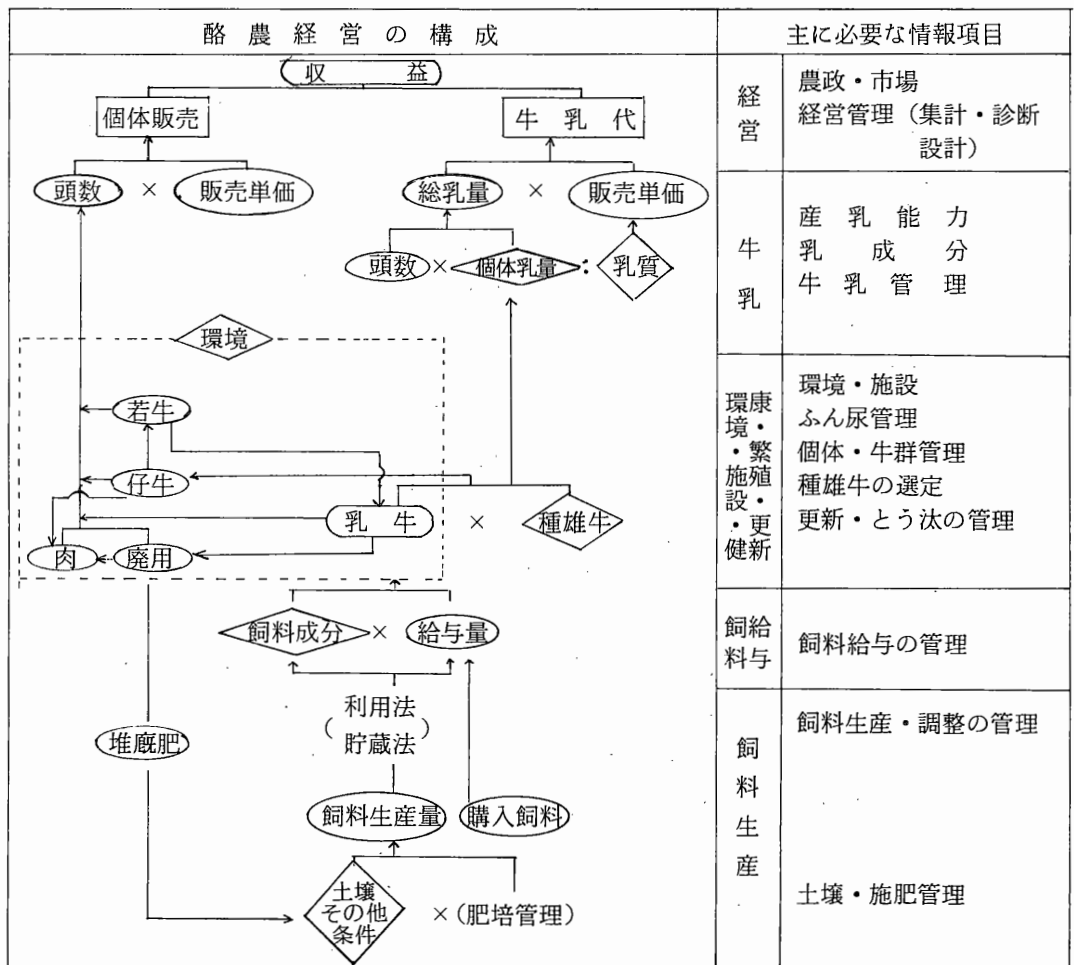 酪農経営の構成
主に必要な情報項目
収益
個体販売
牛乳代
頭数 × 販売単価
総乳量 × 販売単価
頭数 × 個体乳量 : 乳質
環境
若牛
仔牛
乳牛 × 種雄牛
肉
廃用
飼料成分 × 給与量
(利用法
貯蔵法)
堆厩肥
飼料生産量
購入飼料
土壌
その他
条件
×(肥培管理)
経営
農政・市場
経営管理(集計・診断
設計)
牛乳
産乳能力
乳成分
牛乳管理
環境・施設・健
康・繁殖・更新
環境・施設
ふん尿管理
個体・牛群管理
種雄牛の選定
更新・とう汰の管理
飼料
給与
飼料給与の管理
飼料生産
飼料生産・調整の管理
土壌・施肥管理